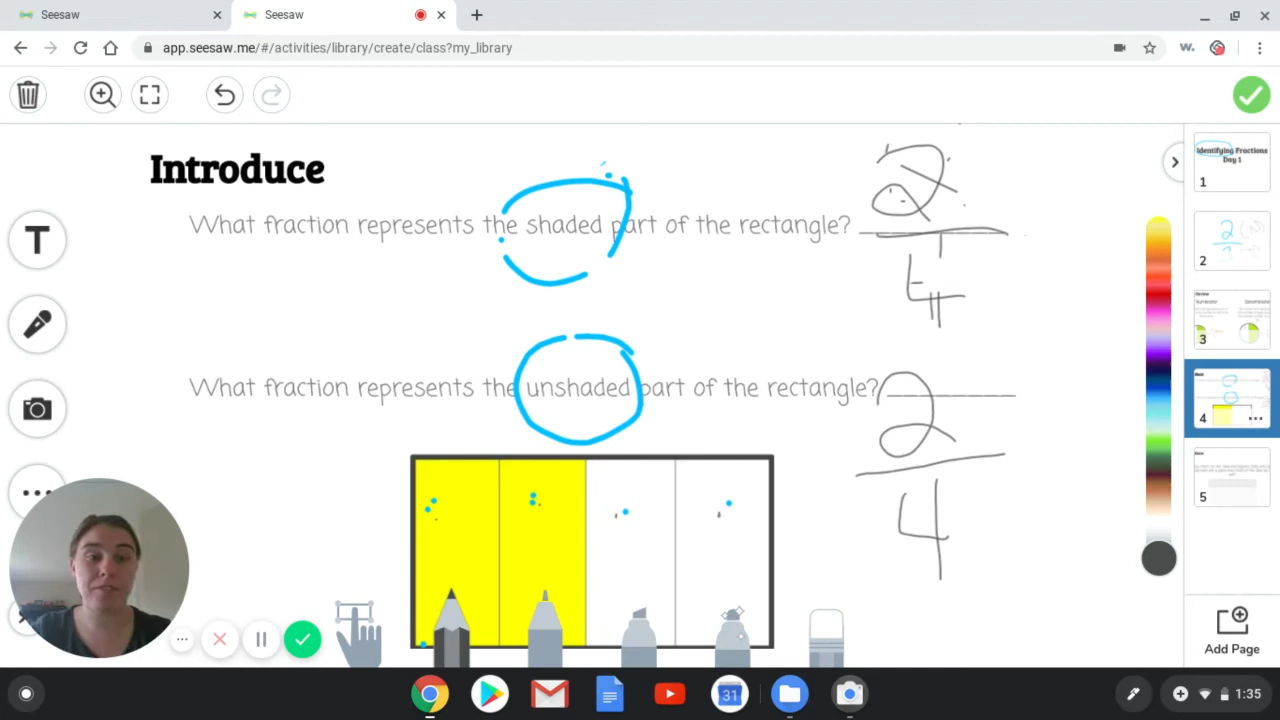 Seesaw
Seesaw
app.seesaw.me/#/activities/library/create/class?my_library
W.
Introduce
What fraction represents the shaded part of the rectangle?
2
4
What fraction represents the unshaded part of the rectangle?
2
4
T
Identifying Fractions
Day 1
1
2
2
3
4
5
Add Page
31
1:35